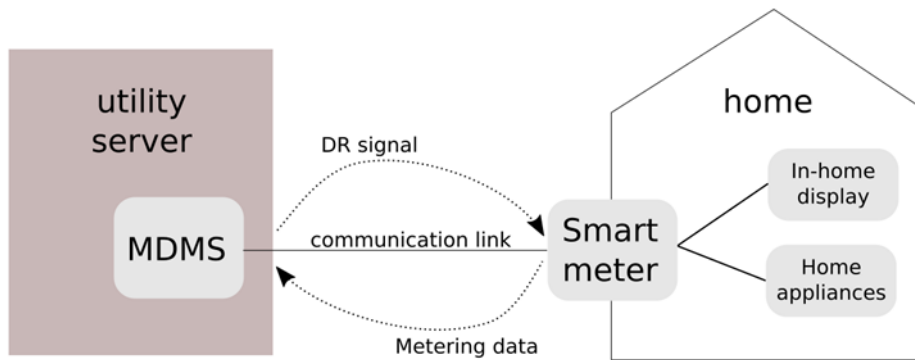 utility
server
MDMS
DR signal
communication link
Metering data
Smart
meter
home
In-home
display
Home
appliances